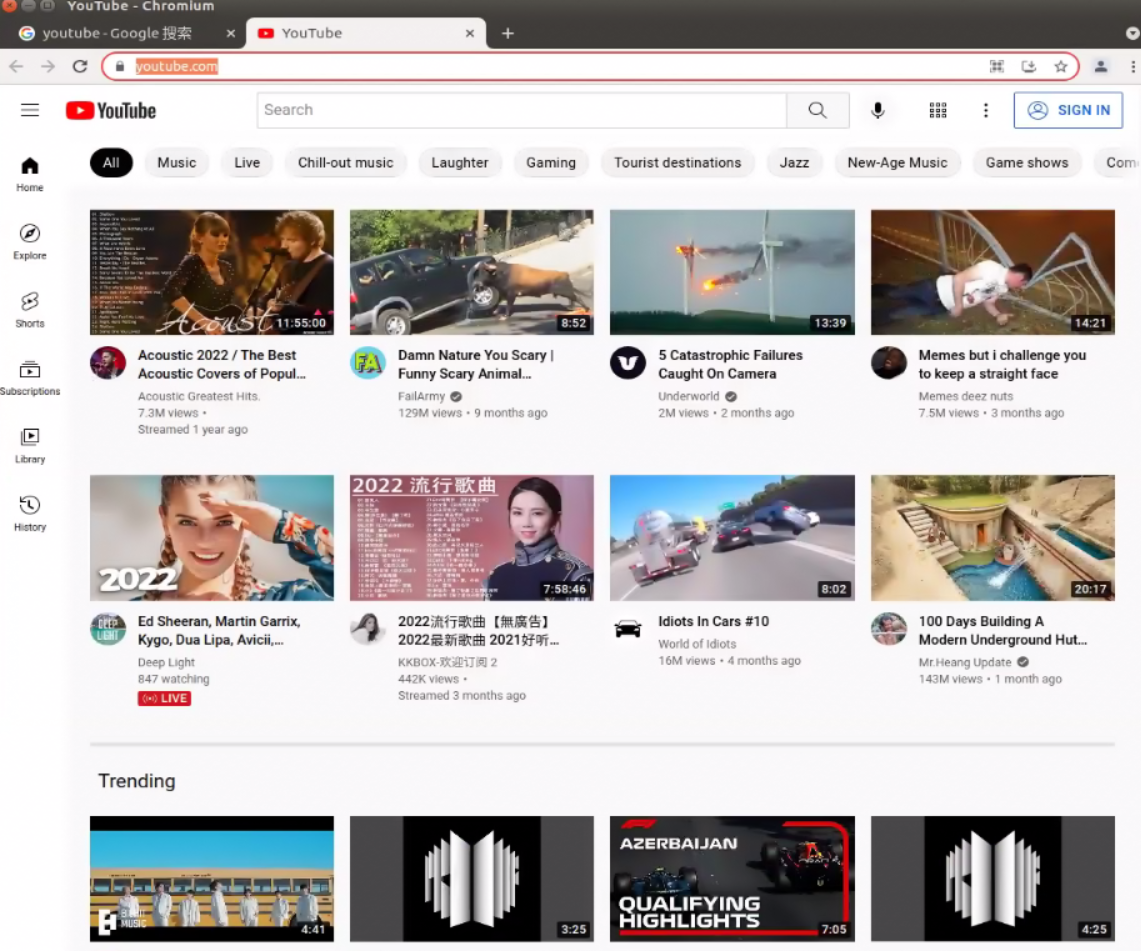 YouTube - Chromium
youtube - Google 搜索
YouTube
youtube.com
YouTube
Search
SIGN IN
All
Music
Live
Chill-out music
Laughter
Gaming
Tourist destinations
Jazz
New-Age Music
Game shows
Com
Home
Explore
Shorts
Subscriptions
Library
History
Acoust
11:55:00
8:52
13:39
14:21
Acoustic 2022 / The Best
Acoustic Covers of Popul...
Acoustic Greatest Hits.
7.3M views •
Streamed 1 year ago
FA
Damn Nature You Scary |
Funny Scary Animal...
FailArmy
129M views • 9 months ago
5 Catastrophic Failures
Caught On Camera
Underworld
2M views • 2 months ago
Memes but i challenge you
to keep a straight face
Memes deez nuts
7.5M views • 3 months ago
2022
2022 流行歌曲
7:58:46
8:02
20:17
DEEP
LIGHT
Ed Sheeran, Martin Garrix,
Kygo, Dua Lipa, Avicii,...
Deep Light
847 watching
LIVE
2022流行歌曲【無廣告】
2022最新歌曲 2021好听...
KKBOX-欢迎订阅 2
442K views •
Streamed 3 months ago
Idiots In Cars #10
World of Idiots
16M views • 4 months ago
100 Days Building A
Modern Underground Hut...
Mr.Heang Update
143M views • 1 month ago
Trending
MUSIC
4:41
3:25
AZERBAIJAN
QUALIFYING
HIGHLIGHTS
7:05
4:25